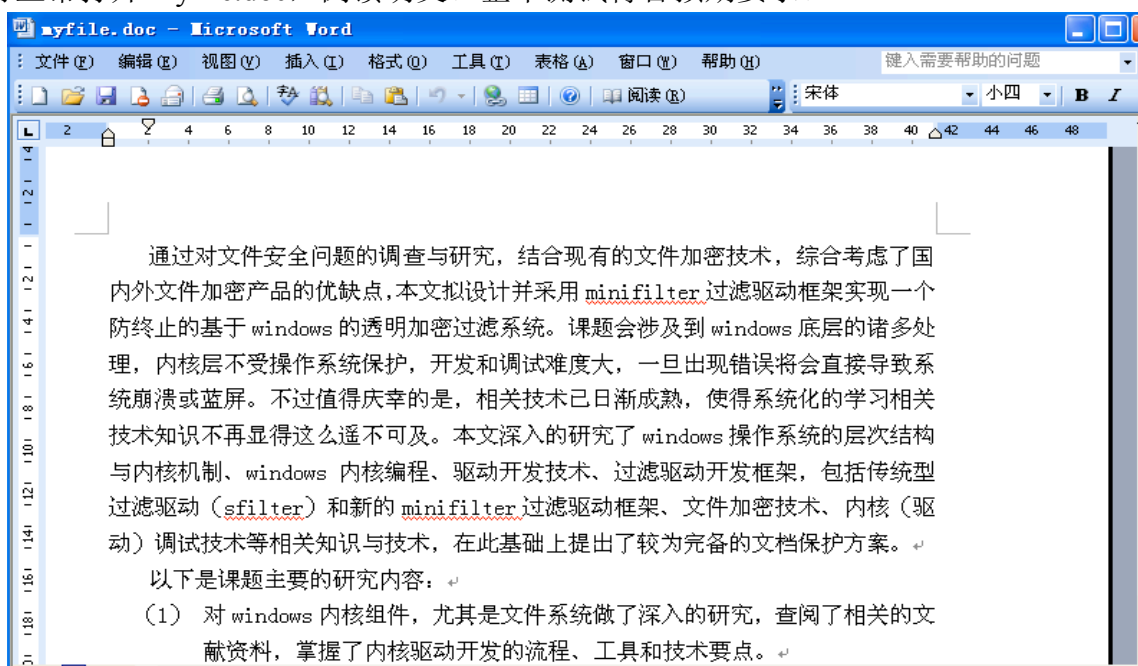 myfile.doc - Microsoft Word
文件(F) 编辑(E) 视图(V) 插入(I) 格式(O) 工具(T) 表格(A) 窗口(W) 帮助(H) 键入需要帮助的问题
阅读(R) 宋体 小四 B I
L 2 2 4 6 8 10 12 14 16 18 20 22 24 26 28 30 32 34 36 38 40 42 44 46 48
通过对文件安全问题的调查与研究，结合现有的文件加密技术，综合考虑了国
内外文件加密产品的优缺点,本文拟设计并采用 minifilter 过滤驱动框架实现一个
防终止的基于 windows 的透明加密过滤系统。课题会涉及到 windows 底层的诸多处
理，内核层不受操作系统保护，开发和调试难度大，一旦出现错误将会直接导致系
统崩溃或蓝屏。不过值得庆幸的是，相关技术已日渐成熟，使得系统化的学习相关
技术知识不再显得这么遥不可及。本文深入的研究了 windows 操作系统的层次结构
与内核机制、windows 内核编程、驱动开发技术、过滤驱动开发框架，包括传统型
过滤驱动（sfilter）和新的 minifilter 过滤驱动框架、文件加密技术、内核（驱
动）调试技术等相关知识与技术，在此基础上提出了较为完备的文档保护方案。
以下是课题主要的研究内容：
（1） 对 windows 内核组件，尤其是文件系统做了深入的研究，查阅了相关的文
献资料，掌握了内核驱动开发的流程、工具和技术要点。